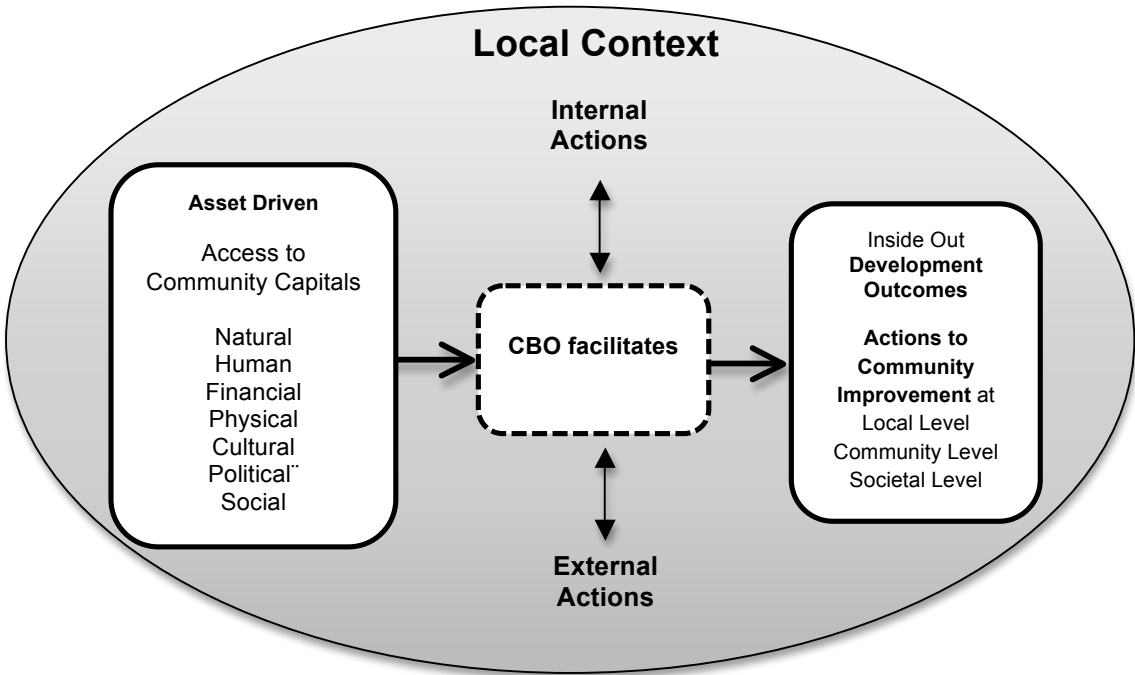 Local Context
Internal
Actions
Asset Driven
Access to
Community Capitals
Natural
Human
Financial
Physical
Cultural
Political¨
Social
CBO facilitates
Inside Out
Development
Outcomes
Actions to
Community
Improvement at
Local Level
Community Level
Societal Level
External
Actions